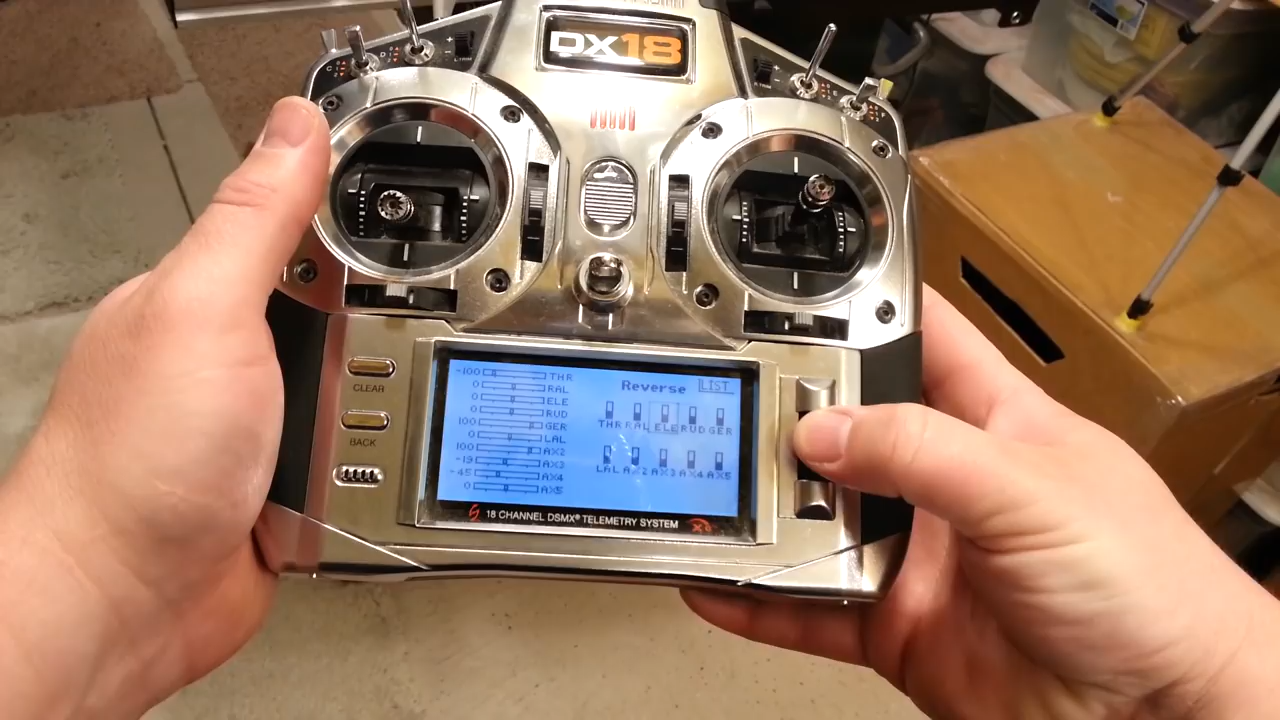 DX18
CLEAR
BACK
-100 THR
0 RAL
0 ELE
0 RUD
100 GER
0 LAL
100 AX2
-19 AX3
-45 AX4
0 AX5
Reverse LIST
THR RAL ELE RUD GER
LAL AX2 AX3 AX4 AX5
18 CHANNEL DSMX® TELEMETRY SYSTEM